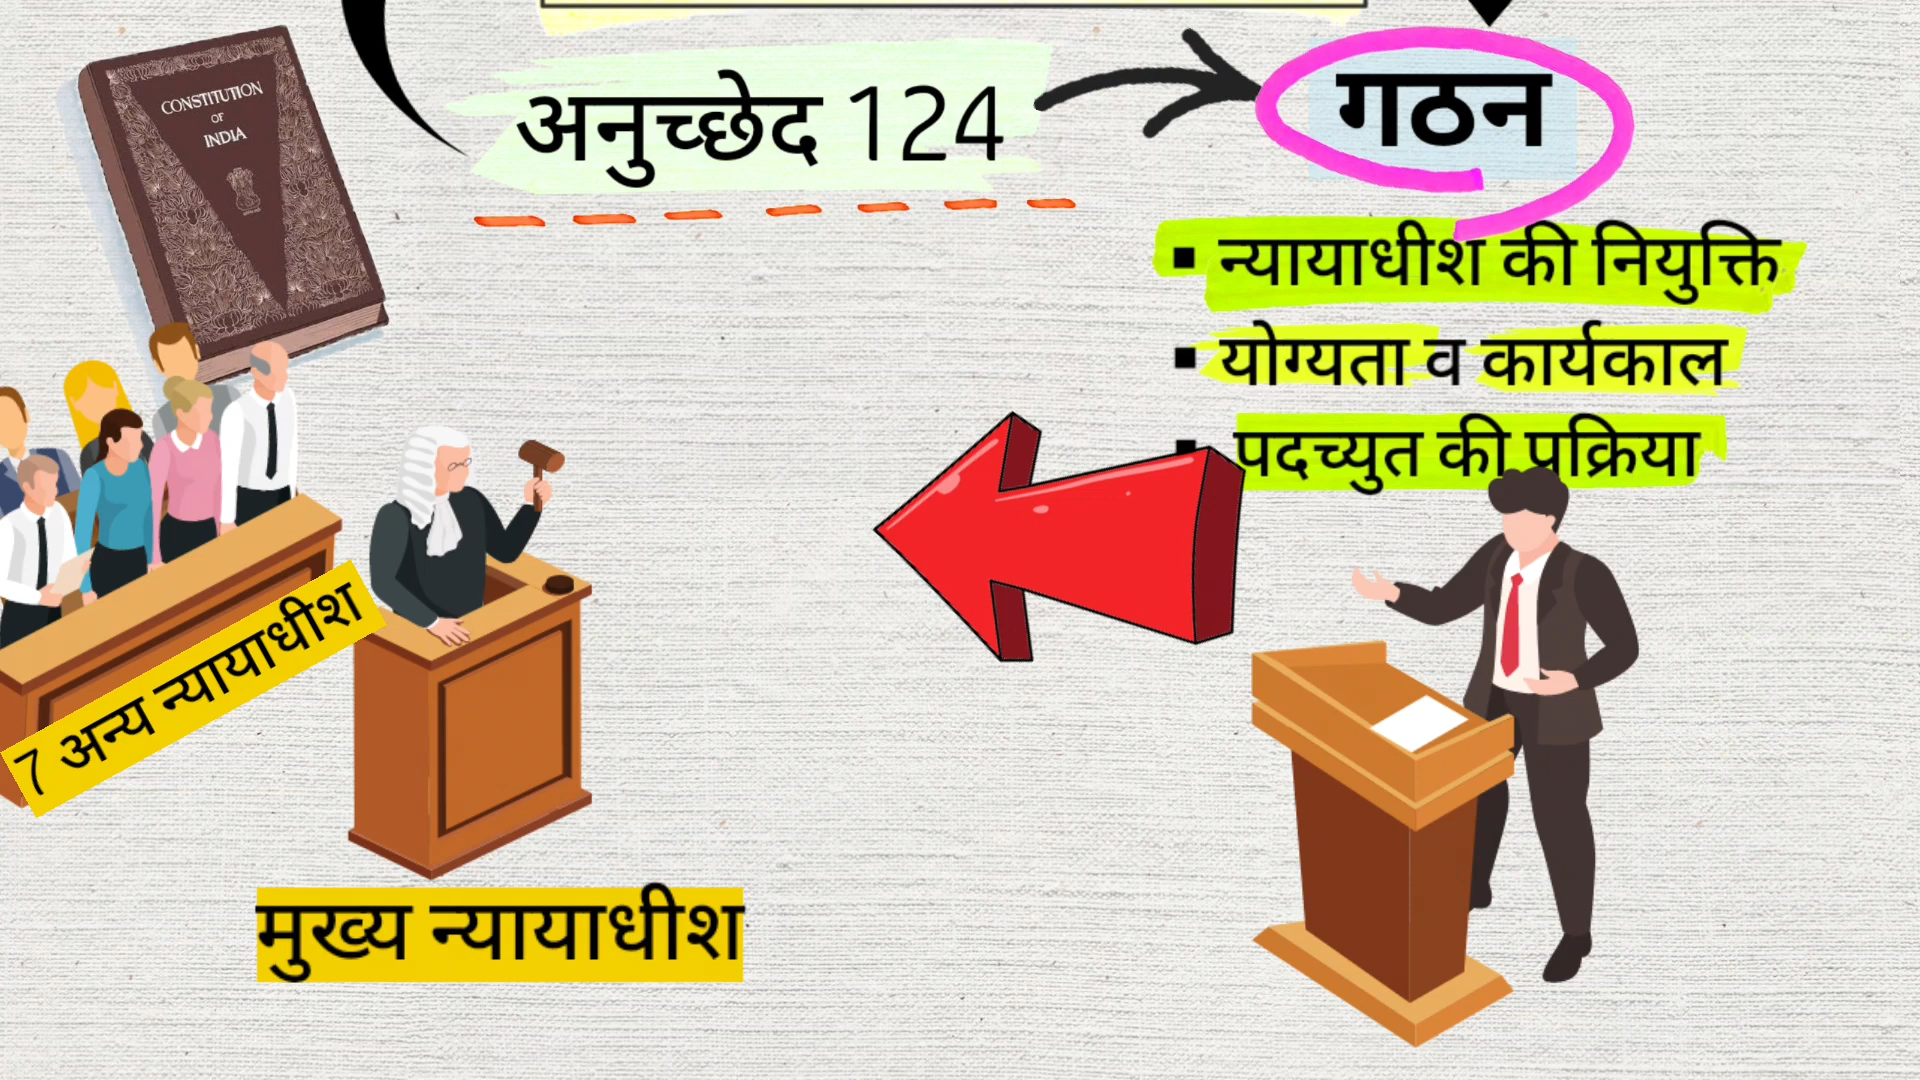 CONSTITUTION
OF
INDIA
अनुच्छेद 124
गठन
▪ न्यायाधीश की नियुक्ति
▪ योग्यता व कार्यकाल
▪ पदच्युत की प्रक्रिया
7 अन्य न्यायाधीश
मुख्य न्यायाधीश